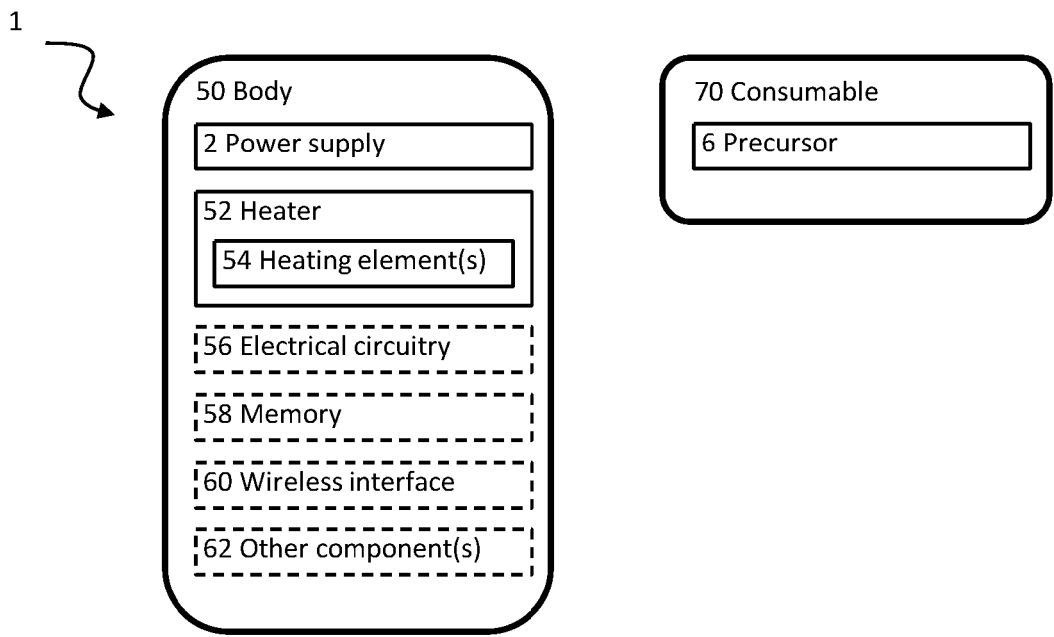 1
50 Body
2 Power supply
52 Heater
54 Heating element(s)
56 Electrical circuitry
58 Memory
60 Wireless interface
62 Other component(s)
70 Consumable
6 Precursor